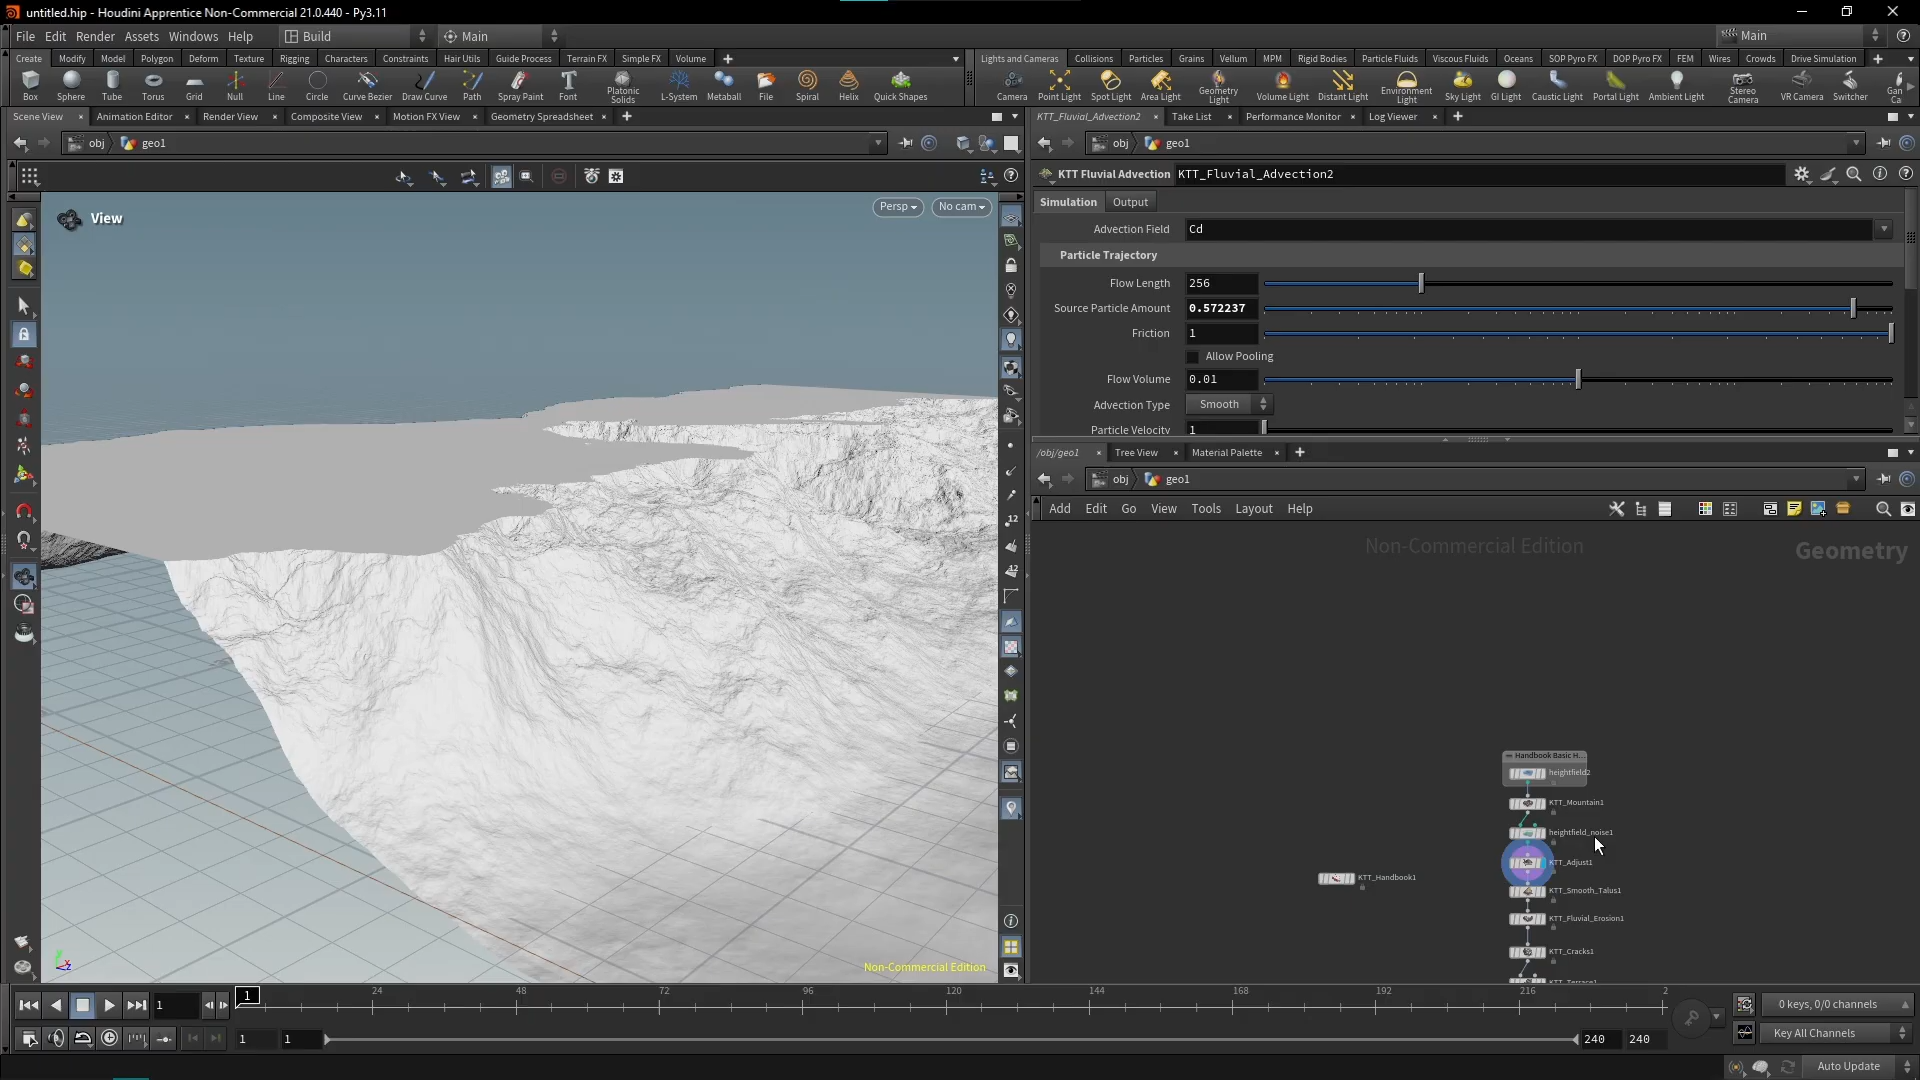 untitled.hip - Houdini Apprentice Non-Commercial 21.0.440 - Py3.11
File Edit Render Assets Windows Help Build Main Main
Create Modify Model Polygon Deform Texture Rigging Characters Constraints Hair Utils Guide Process Terrain FX Simple FX Volume
Lights and Cameras Collisions Particles Grains Vellum MPM Rigid Bodies Particle Fluids Viscous Fluids Oceans SOP Pyro FX DOP Pyro FX FEM Wires Crowds Drive Simulation
Box Sphere Tube Torus Grid Null Line Circle Curve Bezier Draw Curve Path Spray Paint Font Platonic Solids L-System Metaball File Spiral Helix Quick Shapes
Camera Point Light Spot Light Area Light Geometry Light Volume Light Distant Light Environment Light Sky Light GI Light Caustic Light Portal Light Ambient Light Stereo Camera VR Camera Switcher Gan Ca
Scene View Animation Editor Render View Composite View Motion FX View Geometry Spreadsheet
KTT_Fluvial_Advection2 Take List Performance Monitor Log Viewer
obj geo1
obj geo1
KTT Fluvial Advection KTT_Fluvial_Advection2
Simulation Output
Advection Field Cd
Particle Trajectory
Flow Length 256
Source Particle Amount 0.572237
Friction 1
Allow Pooling
Flow Volume 0.01
Advection Type Smooth
Particle Velocity 1
View
Persp No cam
12
12
Non-Commercial Edition
/obj/geo1 Tree View Material Palette
obj geo1
Add Edit Go View Tools Layout Help
Non-Commercial Edition
Geometry
Handbook Basic H...
heightfield2
KTT_Mountain1
heightfield_noise1
KTT_Adjust1
KTT_Handbook1
KTT_Smooth_Talus1
KTT_Fluvial_Erosion1
KTT_Cracks1
KTT_Terrace1
1 1 24 48 72 96 120 144 168 192 216 2
0 keys, 0/0 channels
1 1 240 240
Key All Channels
Auto Update